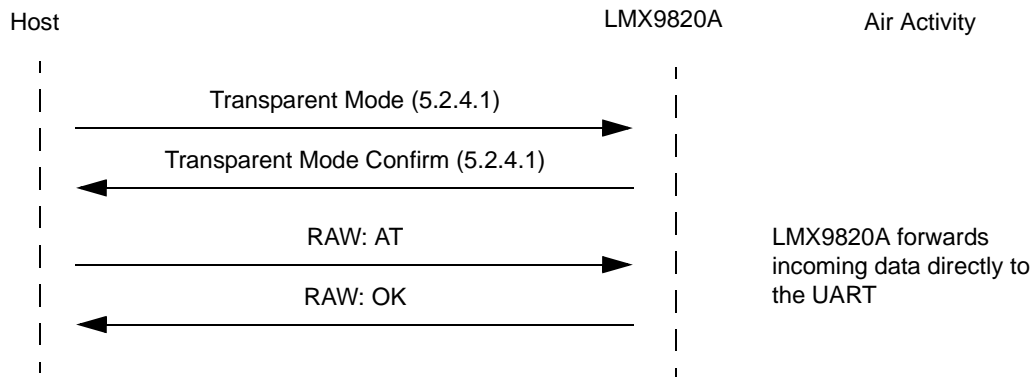 Host
LMX9820A
Air Activity
Transparent Mode (5.2.4.1)
Transparent Mode Confirm (5.2.4.1)
RAW: AT
LMX9820A forwards
incoming data directly to
the UART
RAW: OK